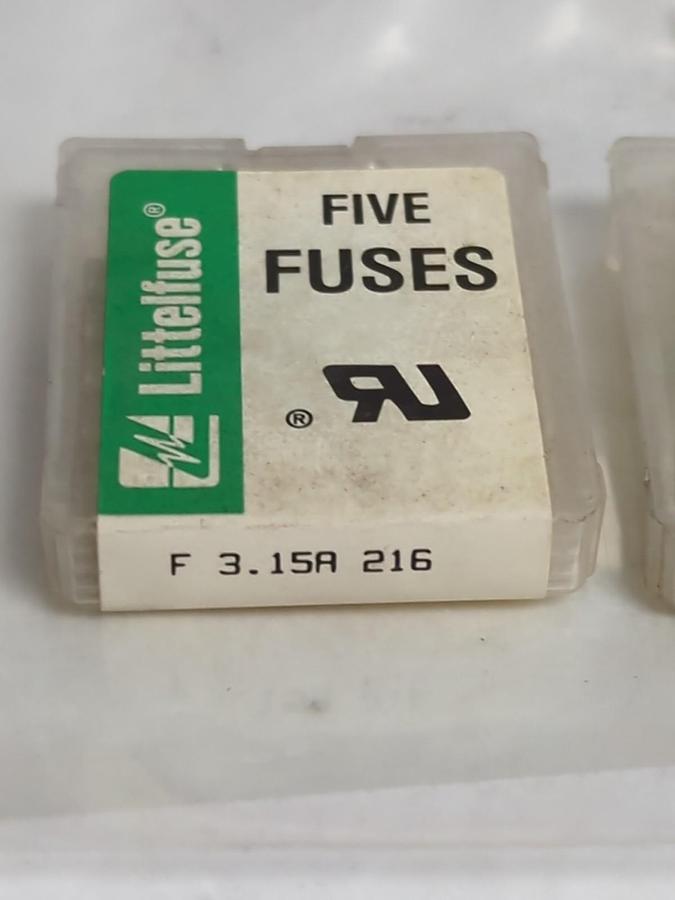 Littelfuse®
FIVE
FUSES
®
F 3.15A 216